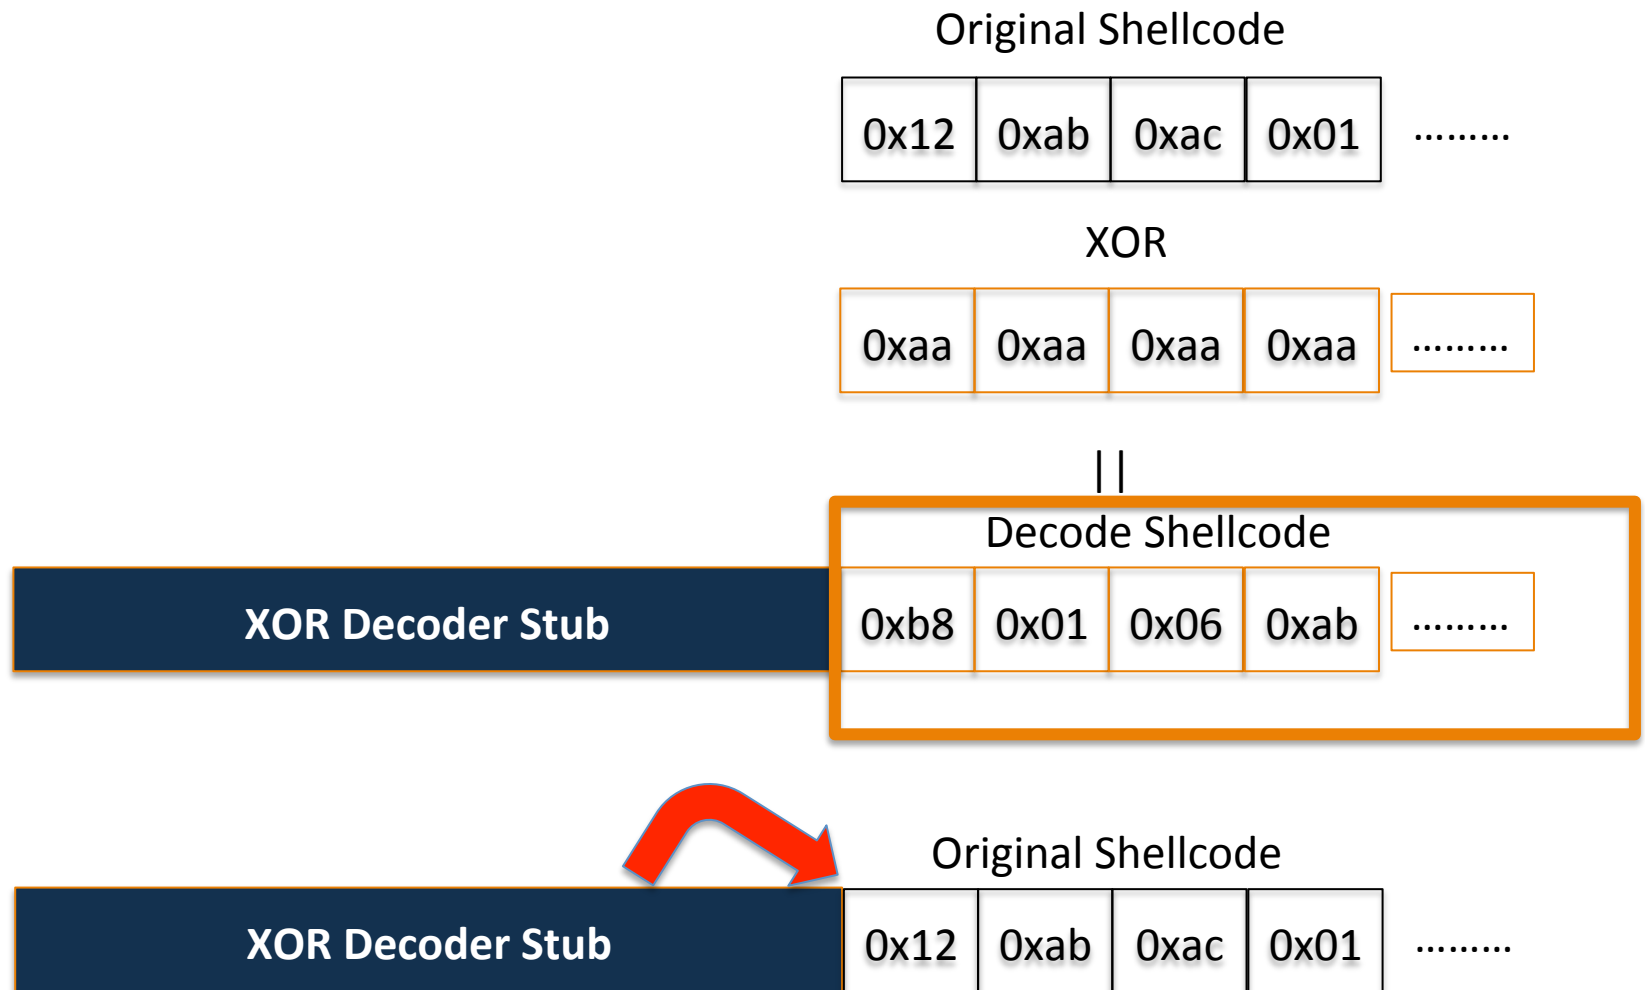 Original Shellcode
0x12 0xab 0xac 0x01 .........
XOR
0xaa 0xaa 0xaa 0xaa .........
||
Decode Shellcode
XOR Decoder Stub 0xb8 0x01 0x06 0xab .........
Original Shellcode
XOR Decoder Stub 0x12 0xab 0xac 0x01 .........